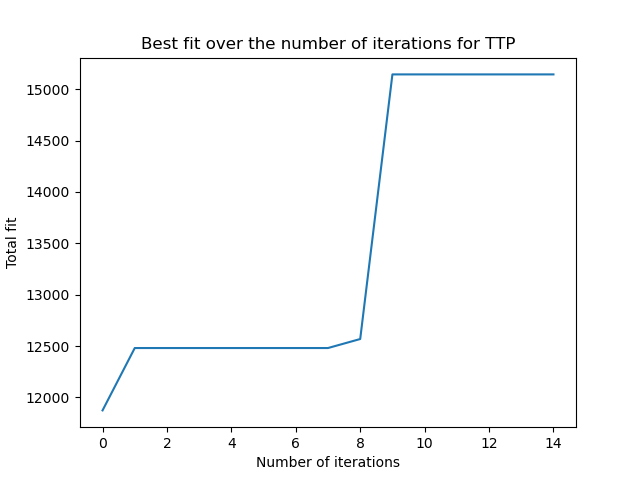 Best fit over the number of iterations for TTP
15000
14500
14000
13500
13000
12500
12000
Total fit
0 2 4 6 8 10 12 14
Number of iterations